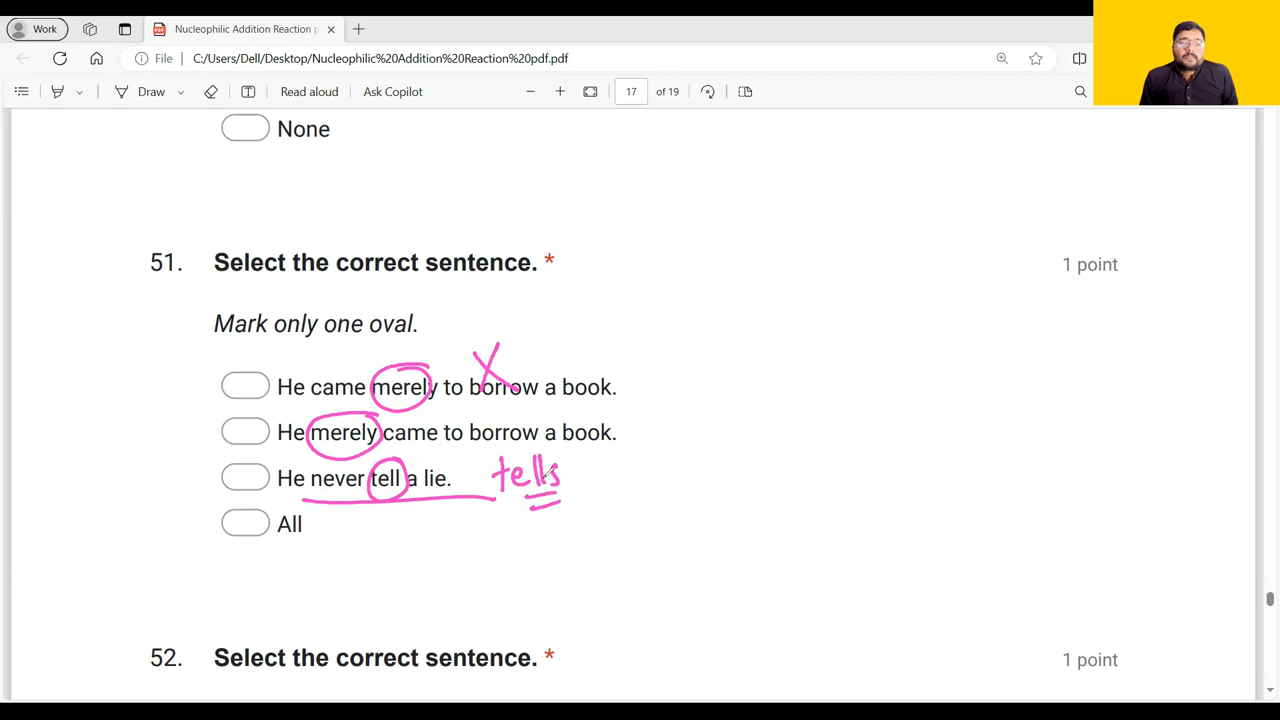 Work
Nucleophilic Addition Reaction p
File
C:/Users/Dell/Desktop/Nucleophilic%20Addition%20Reaction%20pdf.pdf
Draw
Read aloud
Ask Copilot
17
of 19
None
51. Select the correct sentence. *
1 point
Mark only one oval.
He came merely to borrow a book.
He merely came to borrow a book.
He never tell a lie. tells
All
52. Select the correct sentence. *
1 point